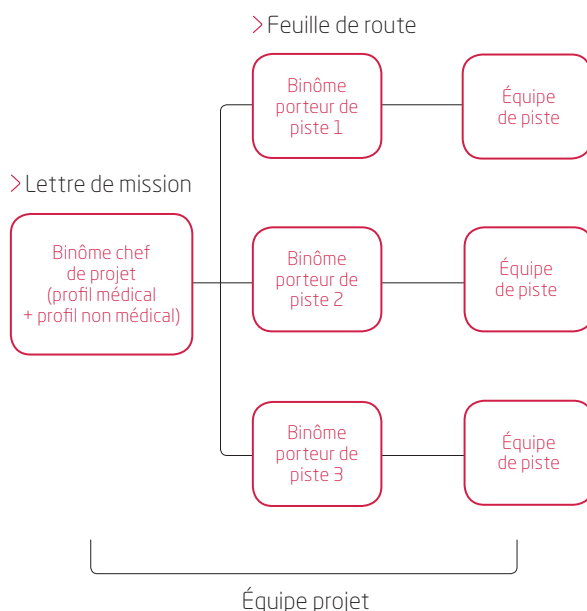 > Feuille de route
Binôme
porteur de
piste 1
Équipe
de piste
> Lettre de mission
Binôme chef
de projet
(profil médical
+ profil non médical)
Binôme
porteur de
piste 2
Équipe
de piste
Binôme
porteur de
piste 3
Équipe
de piste
Équipe projet